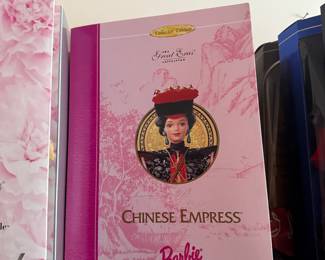 Collector Edition
THE
Great Eras
COLLECTION
CHINESE EMPRESS
Barbie